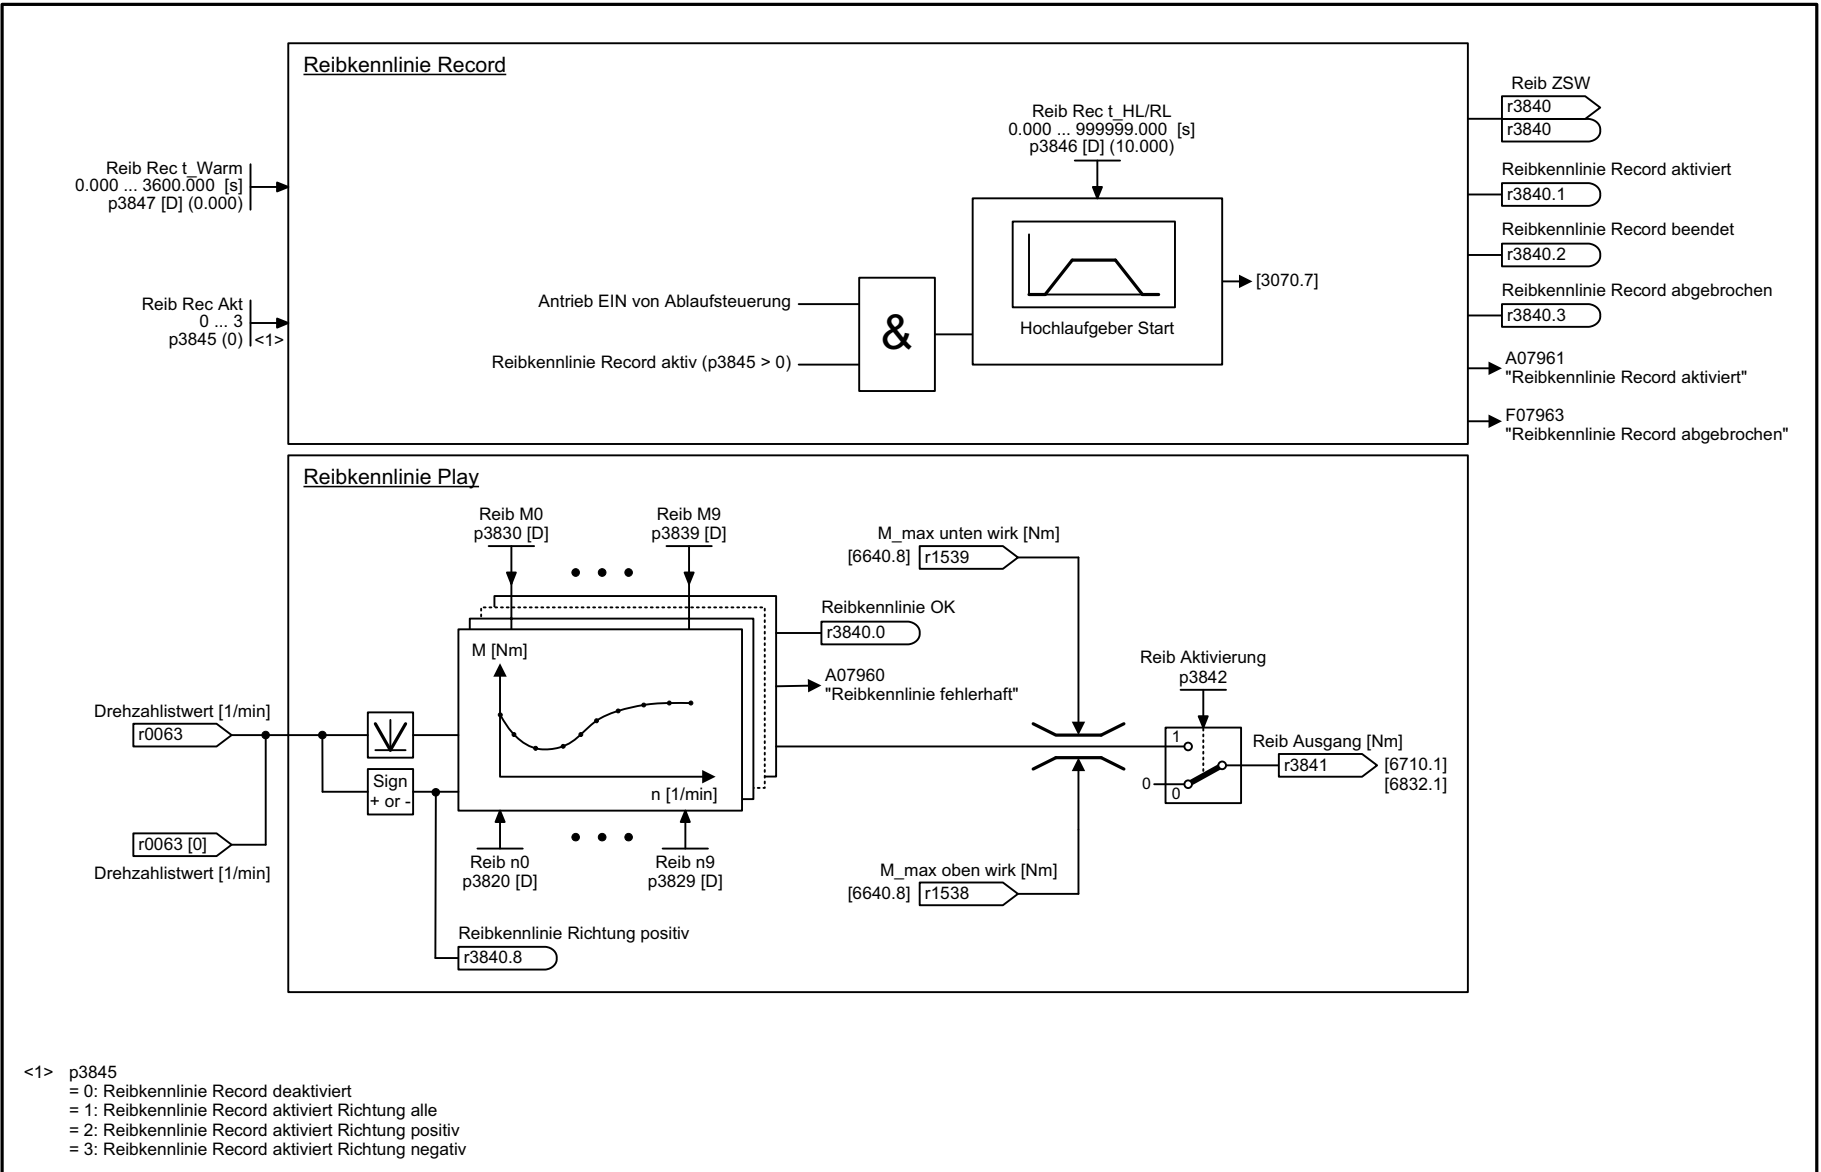 Reibkennlinie Record
Reib Rec t_Warm
0.000 ... 3600.000 [s]
p3847 [D] (0.000)
Reib Rec Akt
0 ... 3
p3845 (0) <1>
Reib Rec t_HL/RL
0.000 ... 999999.000 [s]
p3846 [D] (10.000)
Antrieb EIN von Ablaufsteuerung
Reibkennlinie Record aktiv (p3845 > 0)
&
Hochlaufgeber Start
[3070.7]
Reib ZSW
r3840
r3840
Reibkennlinie Record aktiviert
r3840.1
Reibkennlinie Record beendet
r3840.2
Reibkennlinie Record abgebrochen
r3840.3
A07961
"Reibkennlinie Record aktiviert"
F07963
"Reibkennlinie Record abgebrochen"
Reibkennlinie Play
Reib M0
p3830 [D]
Reib M9
p3839 [D]
M_max unten wirk [Nm]
[6640.8] r1539
Reibkennlinie OK
r3840.0
A07960
"Reibkennlinie fehlerhaft"
M [Nm]
n [1/min]
Drehzahlistwert [1/min]
r0063
Sign
+ or -
r0063 [0]
Drehzahlistwert [1/min]
Reib n0
p3820 [D]
Reib n9
p3829 [D]
Reib Aktivierung
p3842
1
0
0
Reib Ausgang [Nm]
r3841
[6710.1]
[6832.1]
M_max oben wirk [Nm]
[6640.8] r1538
Reibkennlinie Richtung positiv
r3840.8
<1> p3845
= 0: Reibkennlinie Record deaktiviert
= 1: Reibkennlinie Record aktiviert Richtung alle
= 2: Reibkennlinie Record aktiviert Richtung positiv
= 3: Reibkennlinie Record aktiviert Richtung negativ